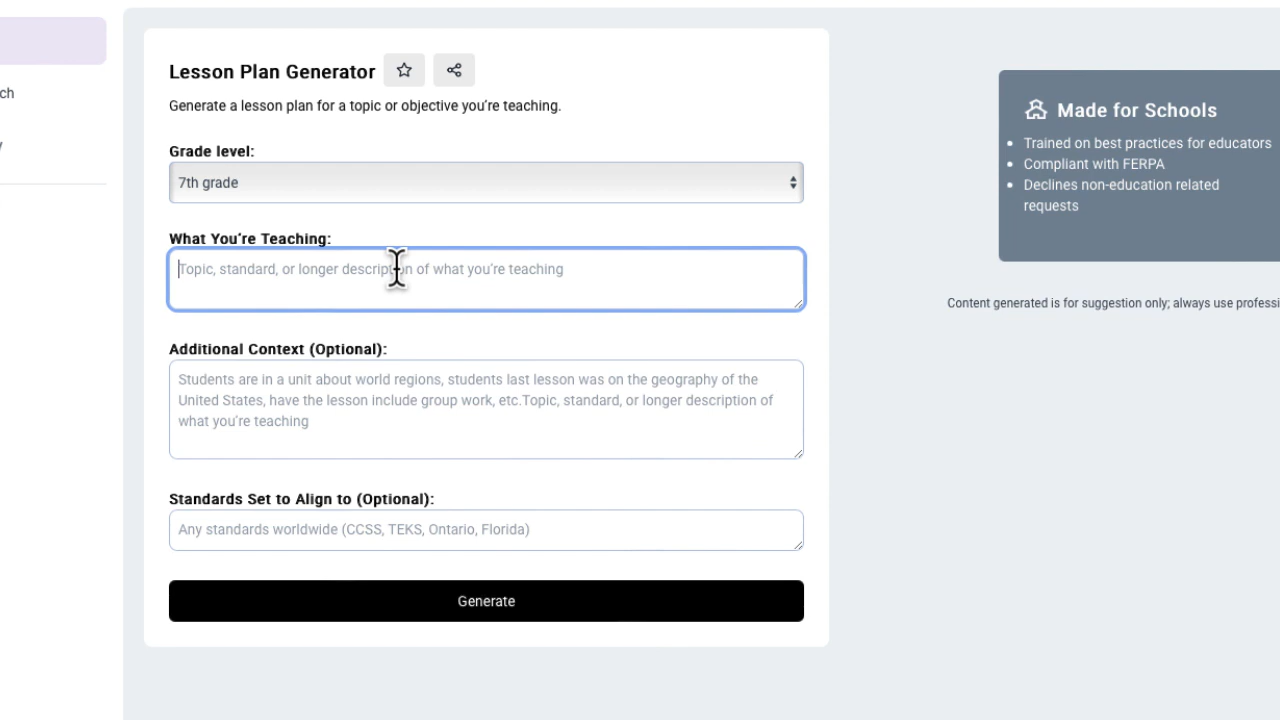 ch
y
Lesson Plan Generator
Generate a lesson plan for a topic or objective you're teaching.
Grade level:
7th grade
What You're Teaching:
Topic, standard, or longer description of what you're teaching
Additional Context (Optional):
Students are in a unit about world regions, students last lesson was on the geography of the
United States, have the lesson include group work, etc.Topic, standard, or longer description of
what you're teaching
Standards Set to Align to (Optional):
Any standards worldwide (CCSS, TEKS, Ontario, Florida)
Generate
Made for Schools
Trained on best practices for educators
Compliant with FERPA
Declines non-education related
requests
Content generated is for suggestion only; always use professi